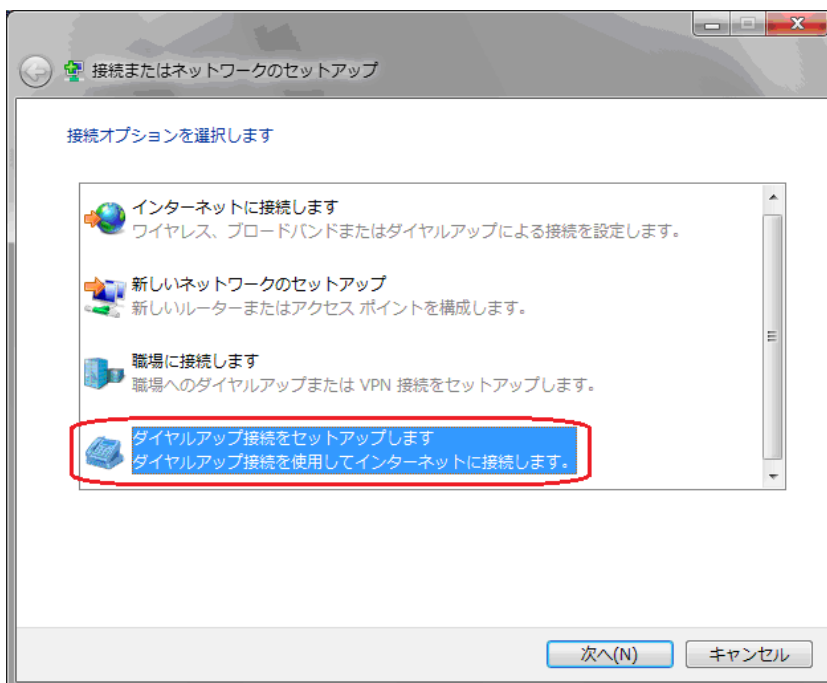 接続またはネットワークのセットアップ
接続オプションを選択します
インターネットに接続します
ワイヤレス、ブロードバンドまたはダイヤルアップによる接続を設定します。
新しいネットワークのセットアップ
新しいルーターまたはアクセス ポイントを構成します。
職場に接続します
職場へのダイヤルアップまたは VPN 接続をセットアップします。
ダイヤルアップ接続をセットアップします
ダイヤルアップ接続を使用してインターネットに接続します。
次へ(N)
キャンセル